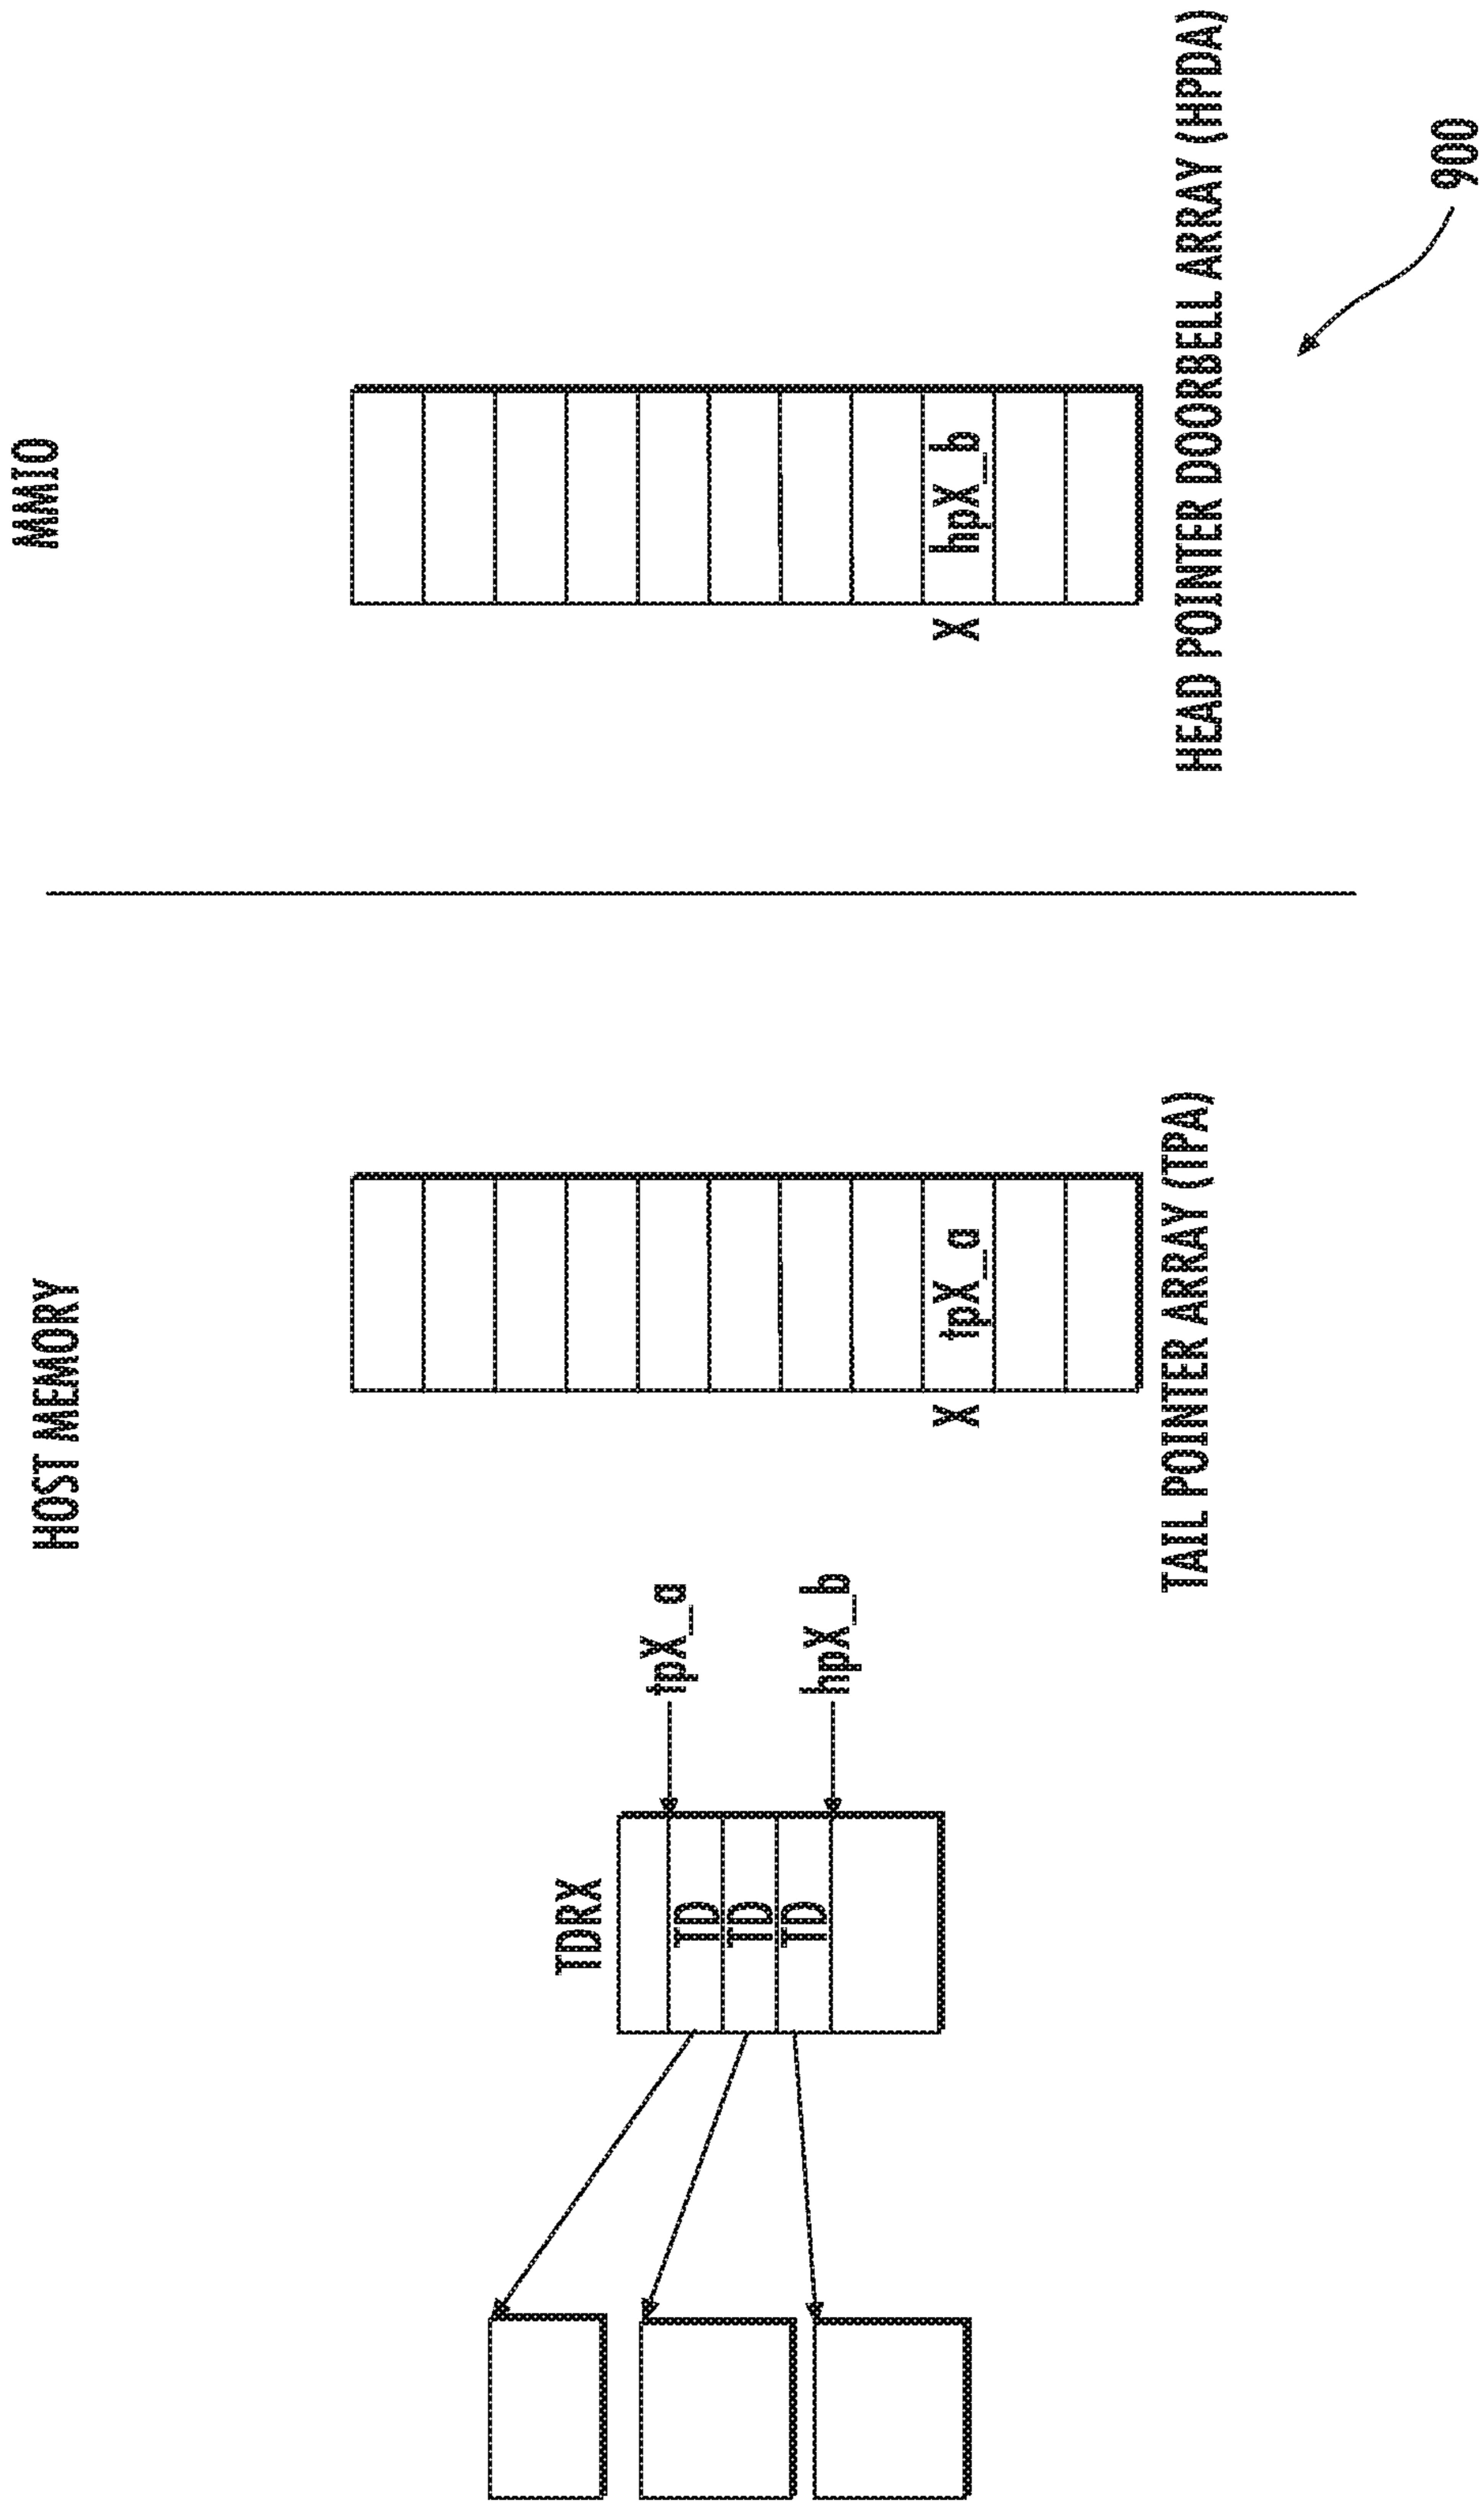 HOST MEMORY
MMIO
TDRX
TD
TD
TD
tpX_a
hpX_b
X
tpX_a
X
hpX_b
TAIL POINTER ARRAY (TPA)
HEAD POINTER DOORBELL ARRAY (HPDA)
900